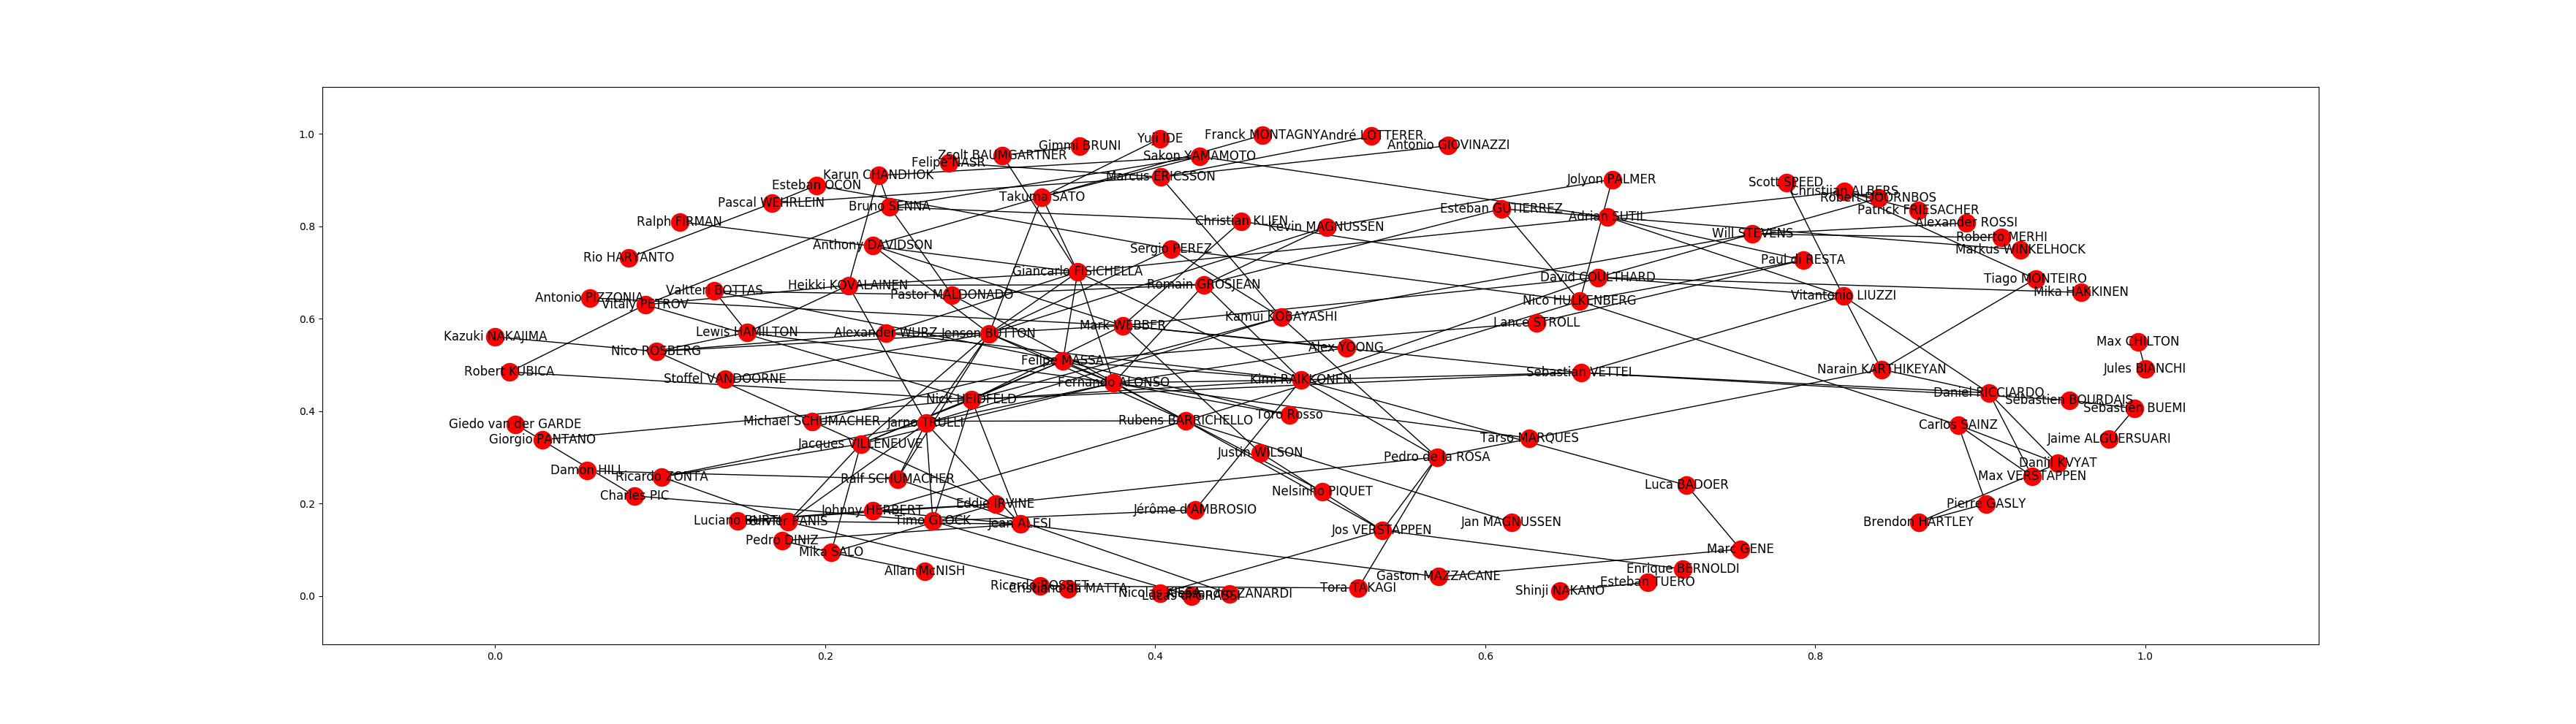 1.0
0.8
0.6
0.4
0.2
0.0
Yuji IDE
Franck MONTAGNY
André LOTTERER
Gimmi BRUNI
Antonio GIOVINAZZI
Zsolt BAUMGARTNER
Sakon YAMAMOTO
Felipe NASR
Karun CHANDHOK
Marcus ERICSSON
Jolyon PALMER
Scott SPEED
Esteban OCON
Christijan ALBERS
Takuma SATO
Robert DOORNBOS
Pascal WEHRLEIN
Bruno SENNA
Esteban GUTIERREZ
Patrick FRIESACHER
Adrian SUTIL
Ralph FIRMAN
Christian KLIEN
Alexander ROSSI
Kevin MAGNUSSEN
Will STEVENS
Roberto MERHI
Anthony DAVIDSON
Sergio PEREZ
Markus WINKELHOCK
Rio HARYANTO
Paul di RESTA
Giancarlo FISICHELLA
David COULTHARD
Tiago MONTEIRO
Heikki KOVALAINEN
Romain GROSJEAN
Valtteri BOTTAS
Mika HAKKINEN
Pastor MALDONADO
Vitantonio LIUZZI
Antonio PIZZONIA
Nico HULKENBERG
Vitaly PETROV
Kamui KOBAYASHI
Mark WEBBER
Lance STROLL
Lewis HAMILTON
Alexander WURZ
Jenson BUTTON
Kazuki NAKAJIMA
Max CHILTON
Nico ROSBERG
Alex YOONG
Felipe MASSA
Robert KUBICA
Sebastian VETTEL
Narain KARTHIKEYAN
Jules BIANCHI
Stoffel VANDOORNE
Fernando ALONSO
Kimi RAIKKONEN
Daniel RICCIARDO
Nick HEIDFELD
Sébastien BOURDAIS
Sébastien BUEMI
Toro Rosso
Michael SCHUMACHER
Jarno TRULLI
Rubens BARRICHELLO
Giedo van der GARDE
Carlos SAINZ
Giorgio PANTANO
Tarso MARQUES
Jaime ALGUERSUARI
Jacques VILLENEUVE
Justin WILSON
Pedro de la ROSA
Daniil KVYAT
Damon HILL
Ricardo ZONTA
Max VERSTAPPEN
Ralf SCHUMACHER
Luca BADOER
Nelsinho PIQUET
Charles PIC
Eddie IRVINE
Pierre GASLY
Johnny HERBERT
Jérôme d'AMBROSIO
Luciano BURTI
Olivier PANIS
Timo GLOCK
Jean ALESI
Jan MAGNUSSEN
Brendon HARTLEY
Jos VERSTAPPEN
Pedro DINIZ
Mika SALO
Marc GENE
Allan McNISH
Enrique BERNOLDI
Gaston MAZZACANE
Esteban TUERO
Ricardo ROSSET
Cristiano da MATTA
Tora TAKAGI
Shinji NAKANO
Nicolas
Lucas di GRASSI
ZANARDI
0.0
0.2
0.4
0.6
0.8
1.0